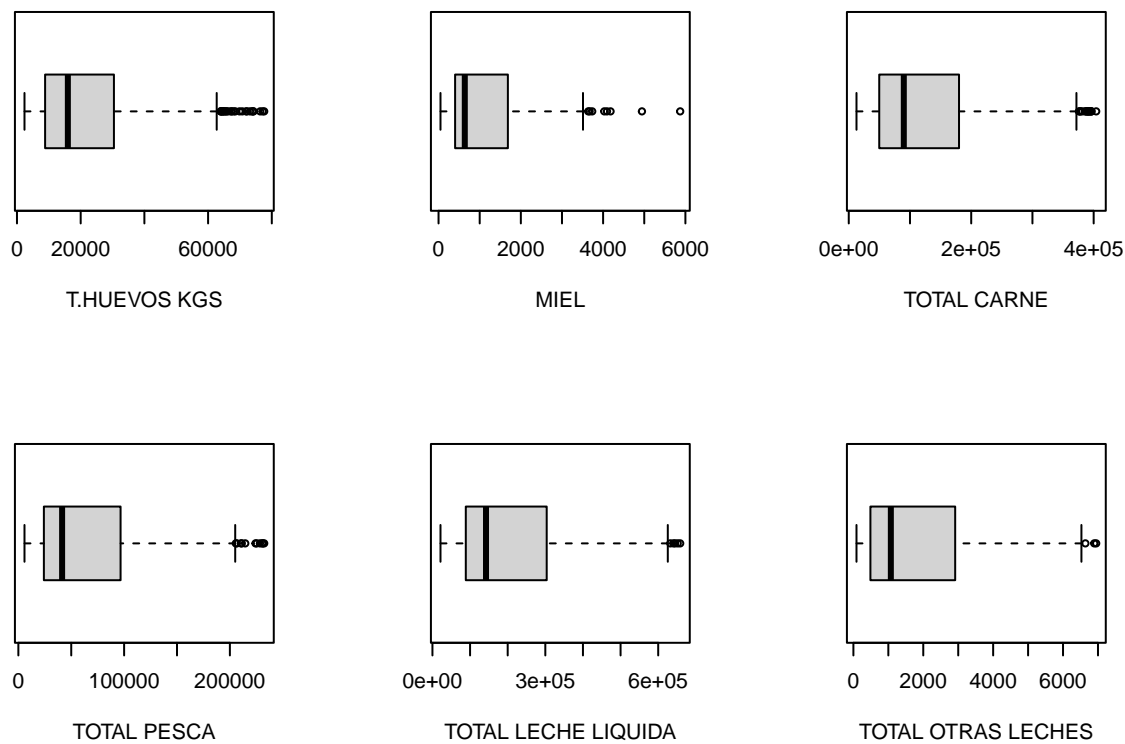 0 20000 60000
T.HUEVOS KGS
0 2000 4000 6000
MIEL
0e+00 2e+05 4e+05
TOTAL CARNE
0 100000 200000
TOTAL PESCA
0e+00 3e+05 6e+05
TOTAL LECHE LIQUIDA
0 2000 4000 6000
TOTAL OTRAS LECHES